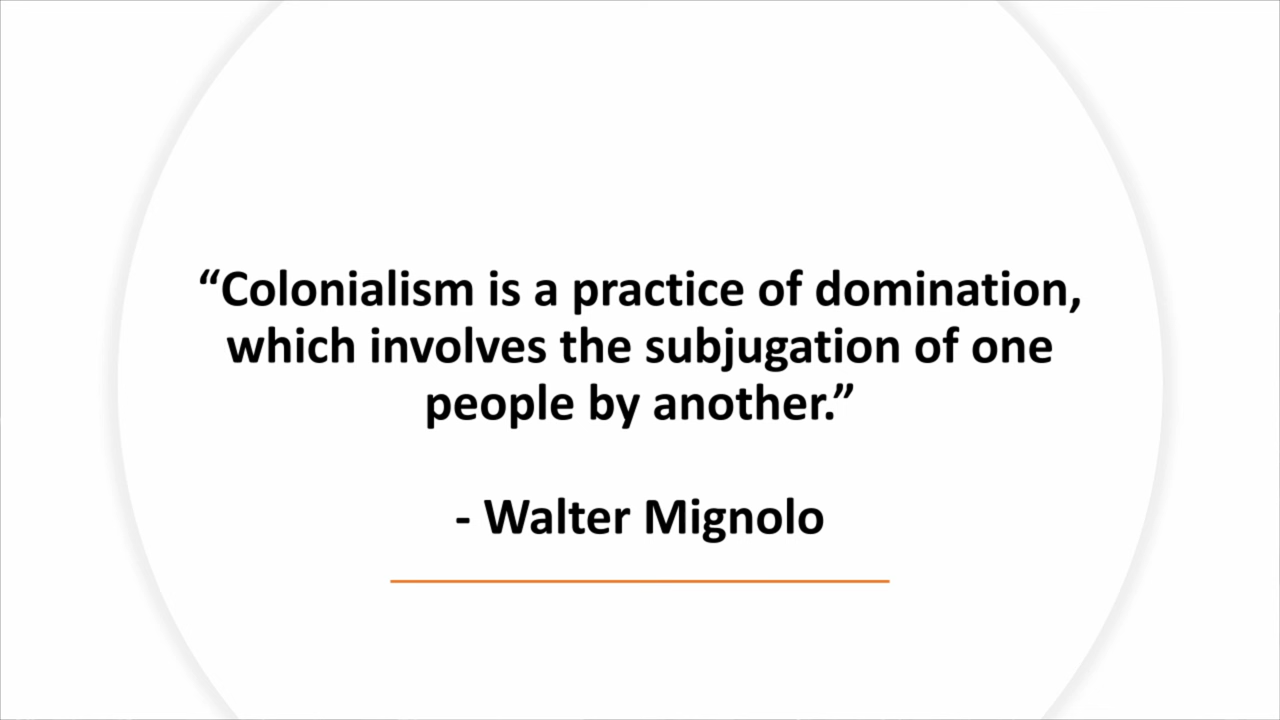 “Colonialism is a practice of domination,
which involves the subjugation of one
people by another.”
- Walter Mignolo